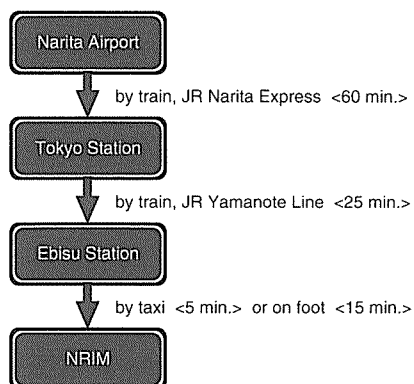 Narita Airport
by train, JR Narita Express <60 min.>
Tokyo Station
by train, JR Yamanote Line <25 min.>
Ebisu Station
by taxi <5 min.> or on foot <15 min.>
NRIM